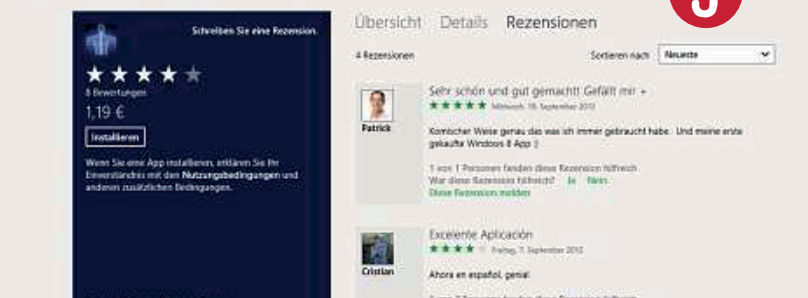 Schreiben Sie eine Rezension.
8 Bewertungen
1,19 €
Installieren
Wenn Sie eine App installieren, erklären Sie Ihr
Einverständnis mit den Nutzungsbedingungen und
anderen zusätzlichen Bedingungen.
Übersicht Details Rezensionen
4 Rezensionen
Sortieren nach Neueste
Sehr schön und gut gemacht! Gefällt mir +
Mittwoch, 19. September 2012
Patrick
Komischer Weise genau das was ich immer gebraucht habe. Und meine erste
gekaufte Windows 8 App :)
1 von 1 Personen fanden diese Rezension hilfreich
War diese Rezension hilfreich? Ja Nein
Diese Rezension melden
Excelente Aplicación
Freitag, 7. September 2012
Cristian
Ahora en español, genial